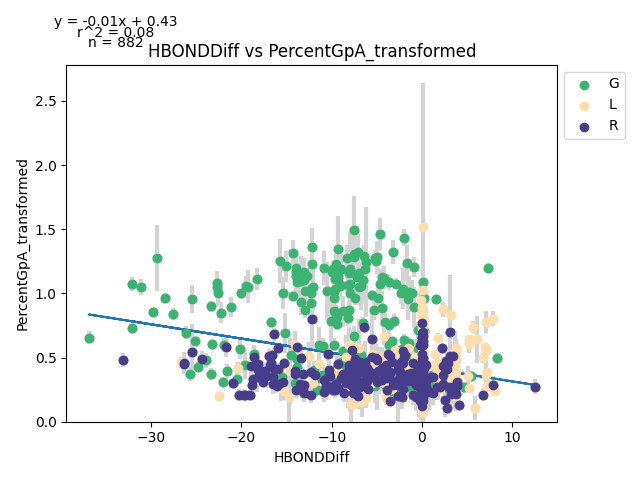 y = -0.01x + 0.43
r^2 = 0.08
n = 882
HBONDDiff vs PercentGpA_transformed
G
L
R
2.5
2.0
1.5
1.0
0.5
0.0
PercentGpA_transformed
−30
−20
−10
0
10
HBONDDiff